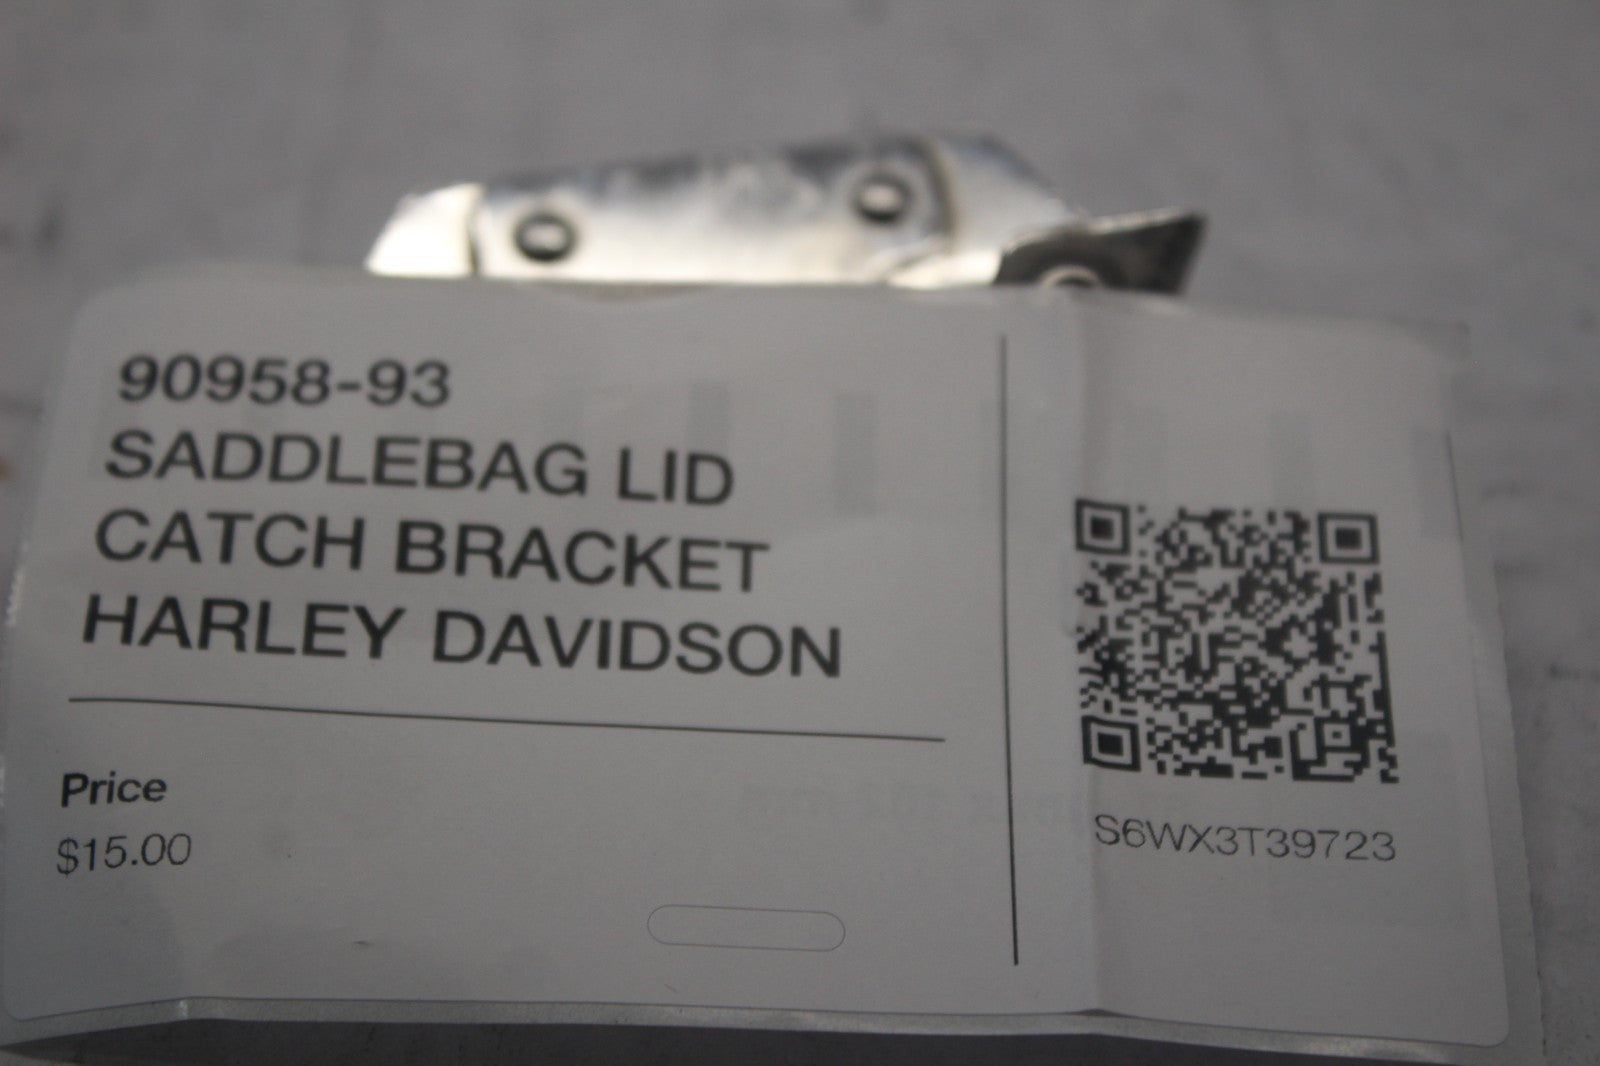 90958-93
SADDLEBAG LID
CATCH BRACKET
HARLEY DAVIDSON
Price
$15.00
S6WX3T39723